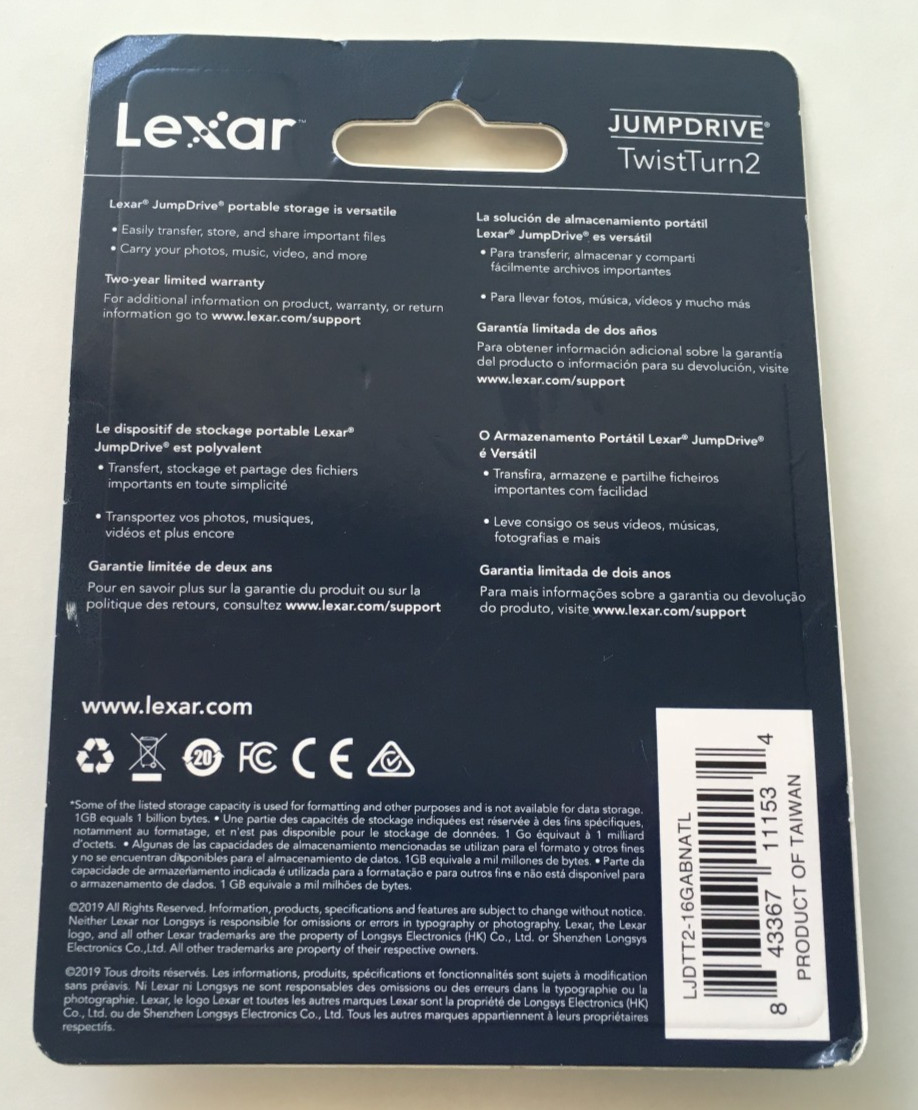 Lexar™
JUMPDRIVE®
TwistTurn2
Lexar® JumpDrive® portable storage is versatile
• Easily transfer, store, and share important files
• Carry your photos, music, video, and more
Two-year limited warranty
For additional information on product, warranty, or return
information go to www.lexar.com/support
La solución de almacenamiento portátil
Lexar® JumpDrive® es versátil
• Para transferir, almacenar y comparti
fácilmente archivos importantes
• Para llevar fotos, música, vídeos y mucho más
Garantía limitada de dos años
Para obtener información adicional sobre la garantía
del producto o información para su devolución, visite
www.lexar.com/support
Le dispositif de stockage portable Lexar®
JumpDrive® est polyvalent
• Transfert, stockage et partage des fichiers
importants en toute simplicité
• Transportez vos photos, musiques,
vidéos et plus encore
Garantie limitée de deux ans
Pour en savoir plus sur la garantie du produit ou sur la
politique des retours, consultez www.lexar.com/support
O Armazenamento Portátil Lexar® JumpDrive®
é Versátil
• Transfira, armazene e partilhe ficheiros
importantes com facilidad
• Leve consigo os seus vídeos, músicas,
fotografias e mais
Garantia limitada de dois anos
Para mais informações sobre a garantia ou devolução
do produto, visite www.lexar.com/support
www.lexar.com
20 FC CE
*Some of the listed storage capacity is used for formatting and other purposes and is not available for data storage.
1GB equals 1 billion bytes. • Une partie des capacités de stockage indiquées est réservée à des fins spécifiques,
notamment au formatage, et n'est pas disponible pour le stockage de données. 1 Go équivaut à 1 milliard
d'octets. • Algunas de las capacidades de almacenamiento mencionadas se utilizan para el formato y otros fines
y no se encuentran disponibles para el almacenamiento de datos. 1GB equivale a mil millones de bytes. • Parte da
capacidade de armazenamento indicada é utilizada para a formatação e para outros fins e não está disponível para
o armazenamento de dados. 1 GB equivale a mil milhões de bytes.
©2019 All Rights Reserved. Information, products, specifications and features are subject to change without notice.
Neither Lexar nor Longsys is responsible for omissions or errors in typography or photography. Lexar, the Lexar
logo, and all other Lexar trademarks are the property of Longsys Electronics (HK) Co., Ltd. or Shenzhen Longsys
Electronics Co.,Ltd. All other trademarks are property of their respective owners.
©2019 Tous droits réservés. Les informations, produits, spécifications et fonctionnalités sont sujets à modification
sans préavis. Ni Lexar ni Longsys ne sont responsables des omissions ou des erreurs dans la typographie ou la
photographie. Lexar, le logo Lexar et toutes les autres marques Lexar sont la propriété de Longsys Electronics (HK)
Co., Ltd. ou de Shenzhen Longsys Electronics Co., Ltd. Tous les autres marques appartiennent à leurs propriétaires
respectifs.
LJDTT2-16GABNATL
8 43367 11153 4
PRODUCT OF TAIWAN